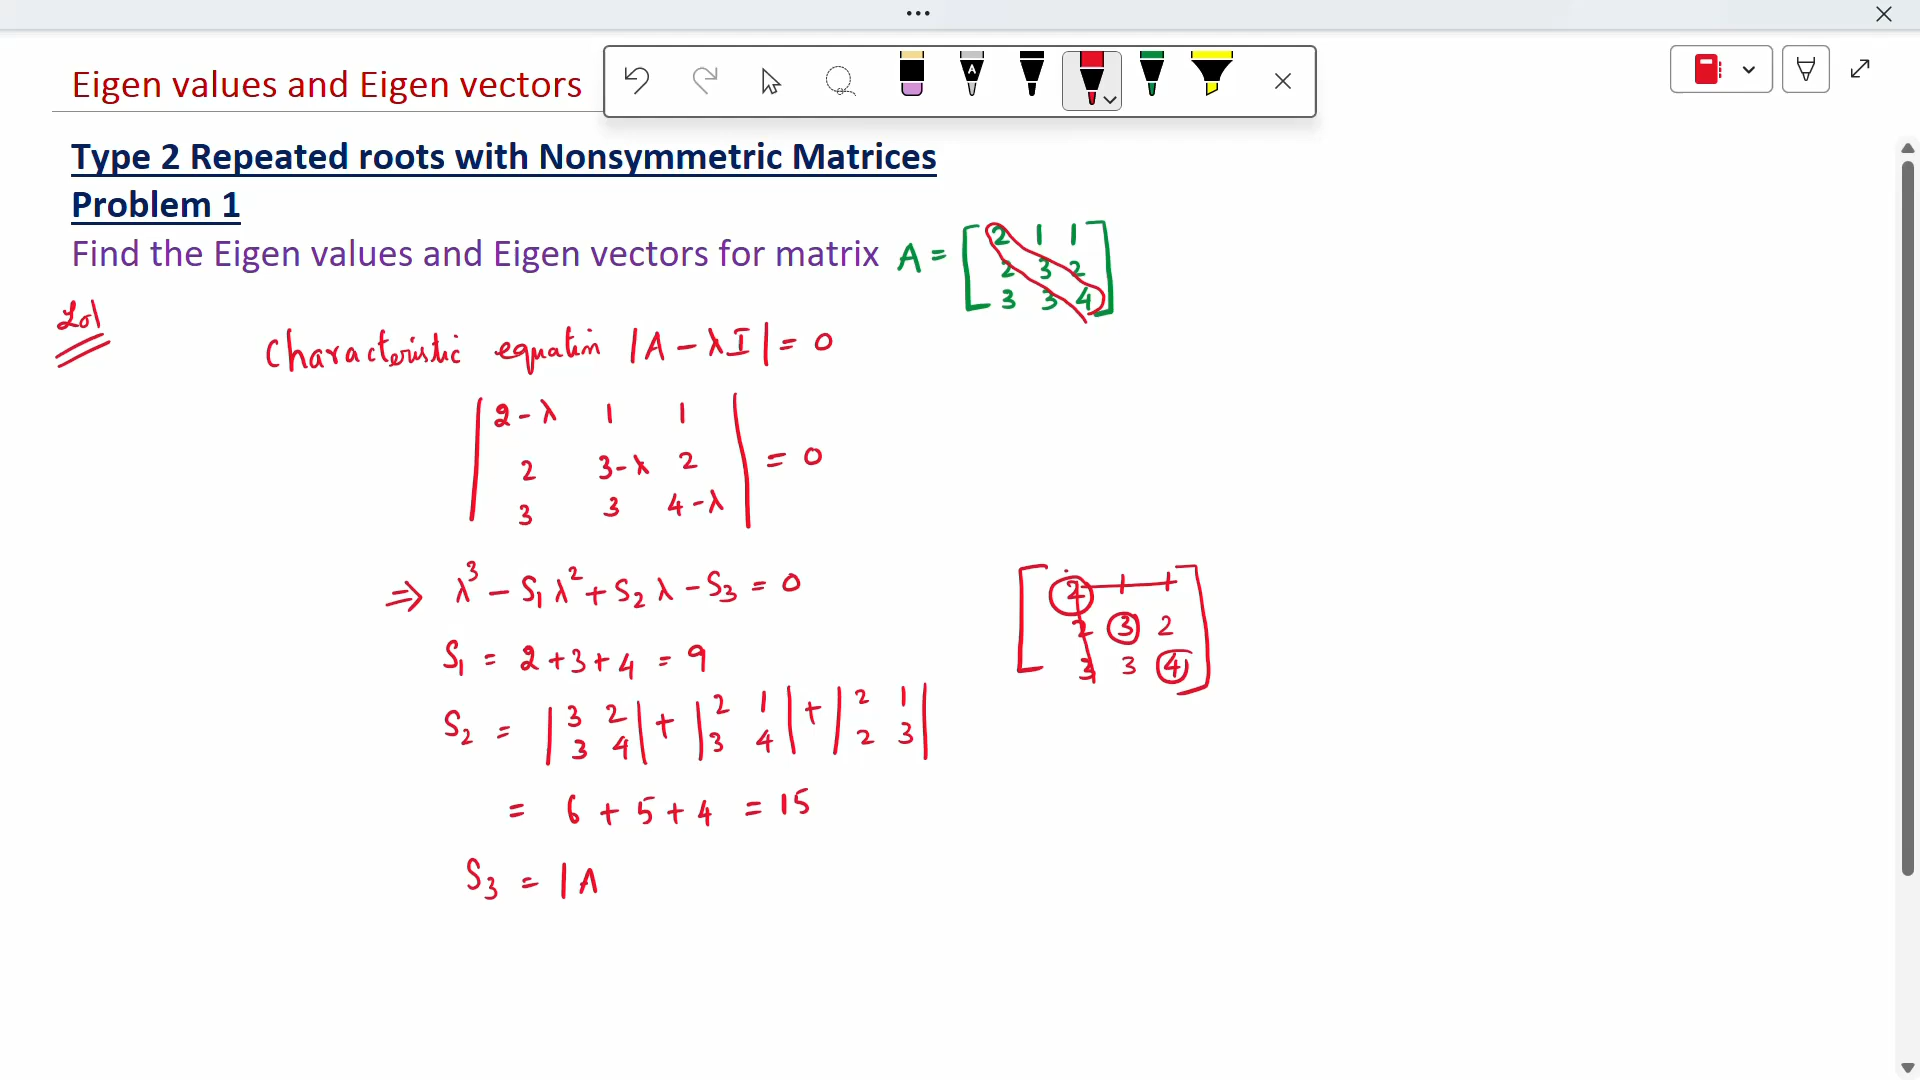 Eigen values and Eigen vectors
Type 2 Repeated roots with Nonsymmetric Matrices
Problem 1
Find the Eigen values and Eigen vectors for matrix A = [2 1 1
2 3 2
3 3 4]
Sol
Characteristic equatin |A - λI| = 0
|2-λ 1 1
2 3-λ 2
3 3 4-λ| = 0
⇒ λ³ - S₁λ² + S₂λ - S₃ = 0
[2 1 1
2 3 2
3 3 4]
S₁ = 2+3+4 = 9
S₂ = |3 2
3 4| + |2 1
3 4| + |2 1
2 3|
= 6 + 5 + 4 = 15
S₃ = |A